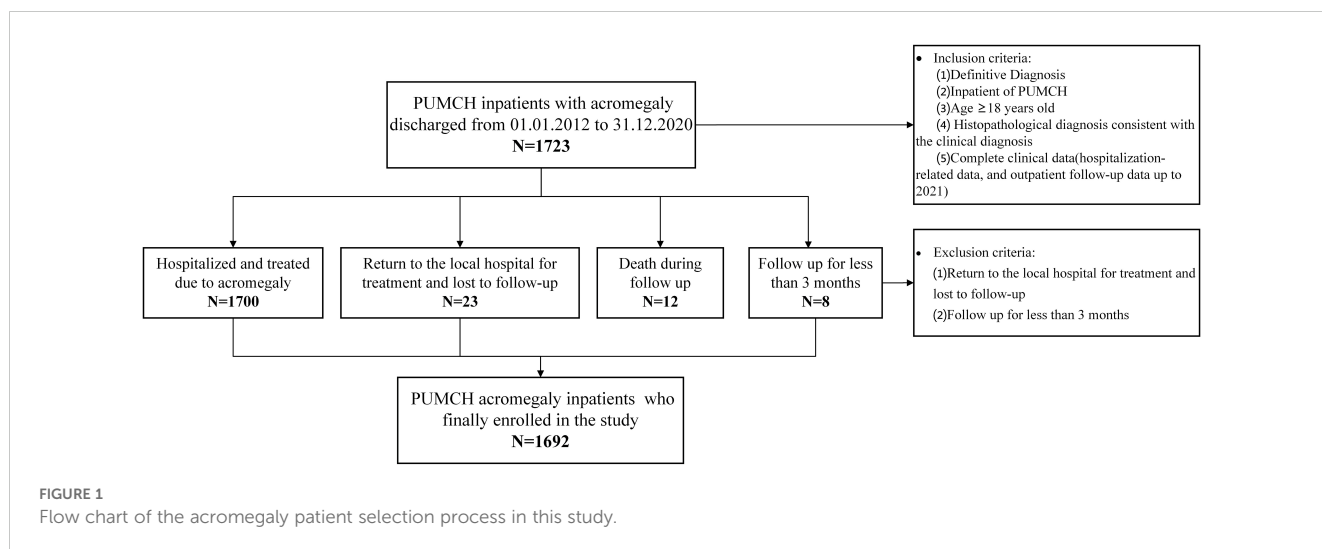 PUMCH inpatients with acromegaly
discharged from 01.01.2012 to 31.12.2020
N=1723
• Inclusion criteria:
(1)Definitive Diagnosis
(2)Inpatient of PUMCH
(3)Age ≥18 years old
(4) Histopathological diagnosis consistent with
the clinical diagnosis
(5)Complete clinical data(hospitalization-
related data, and outpatient follow-up data up to
2021)
Hospitalized and treated
due to acromegaly
N=1700
Return to the local hospital for
treatment and lost to follow-up
N=23
Death during
follow up
N=12
Follow up for less
than 3 months
N=8
• Exclusion criteria:
(1)Return to the local hospital for treatment and
lost to follow-up
(2)Follow up for less than 3 months
PUMCH acromegaly inpatients who
finally enrolled in the study
N=1692
FIGURE 1
Flow chart of the acromegaly patient selection process in this study.